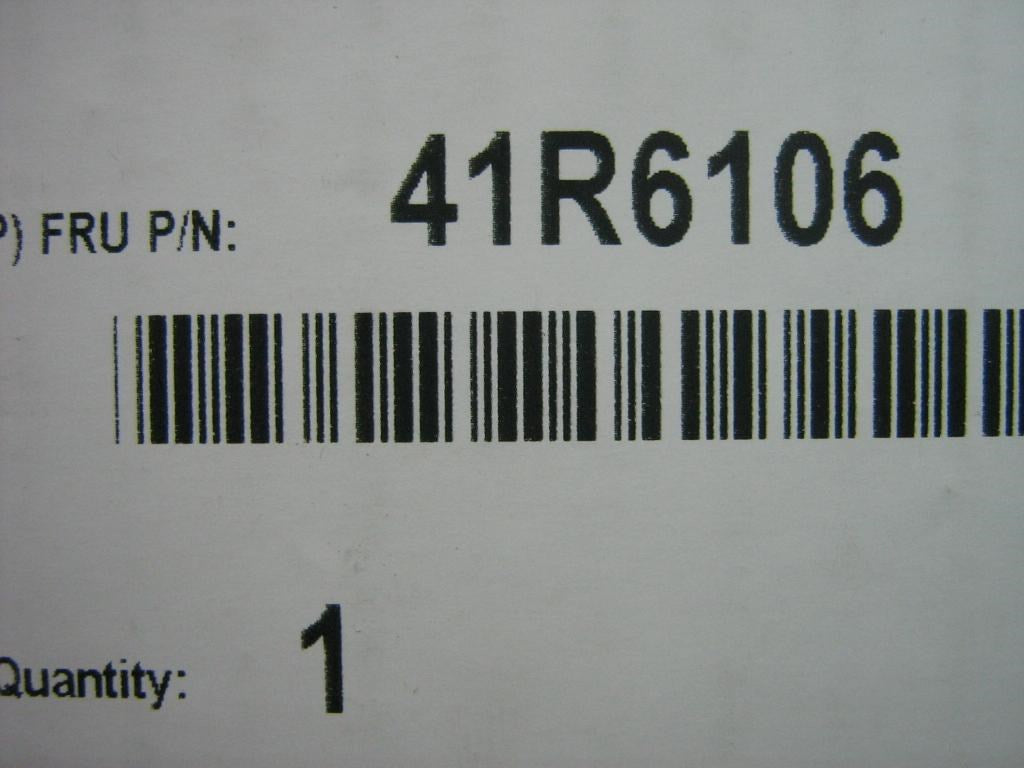 P) FRU P/N: 41R6106
Quantity: 1